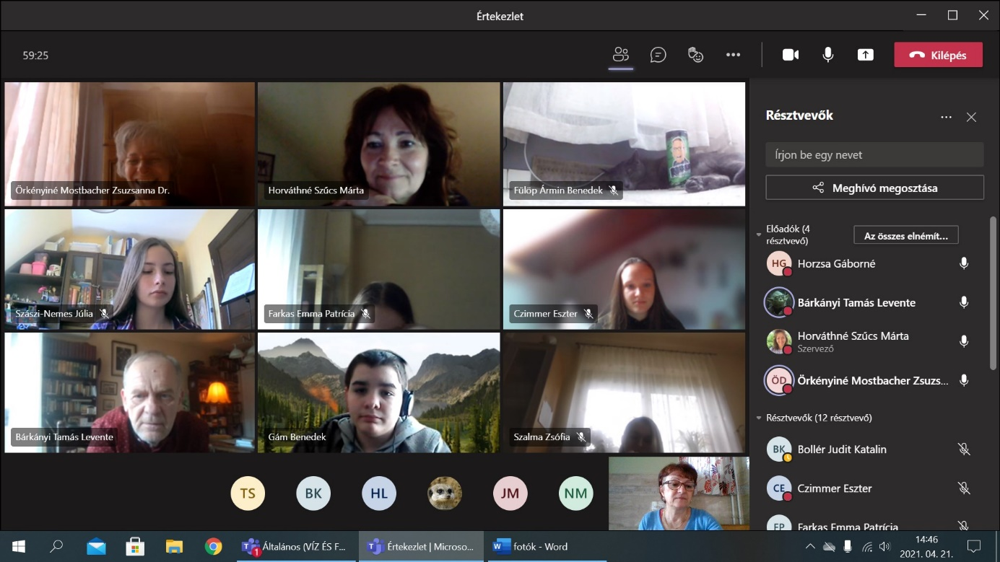 Értekezlet
59:25
Kilépés
Örkényiné Mostbacher Zsuzsanna Dr.
Horváthné Szűcs Márta
Fülöp Ármin Benedek
Szászi-Nemes Júlia
Farkas Emma Patrícia
Czimmer Eszter
Bárkányi Tamás Levente
Gám Benedek
Szalma Zsófia
TS
BK
HL
JM
NM
Résztvevők
Írjon be egy nevet
Meghívó megosztása
Előadók (4
résztvevő)
Az összes elnémít...
HG
Horzsa Gáborné
Bárkányi Tamás Levente
Horváthné Szűcs Márta
Szervező
ÖD
Örkényiné Mostbacher Zsuzs...
Résztvevők (12 résztvevő)
BK
Bollér Judit Katalin
CE
Czimmer Eszter
FP
Farkas Emma Patrícia
1
Általános (VÍZ ÉS F...
Értekezlet | Microso...
fotók - Word
14:46
2021. 04. 21.